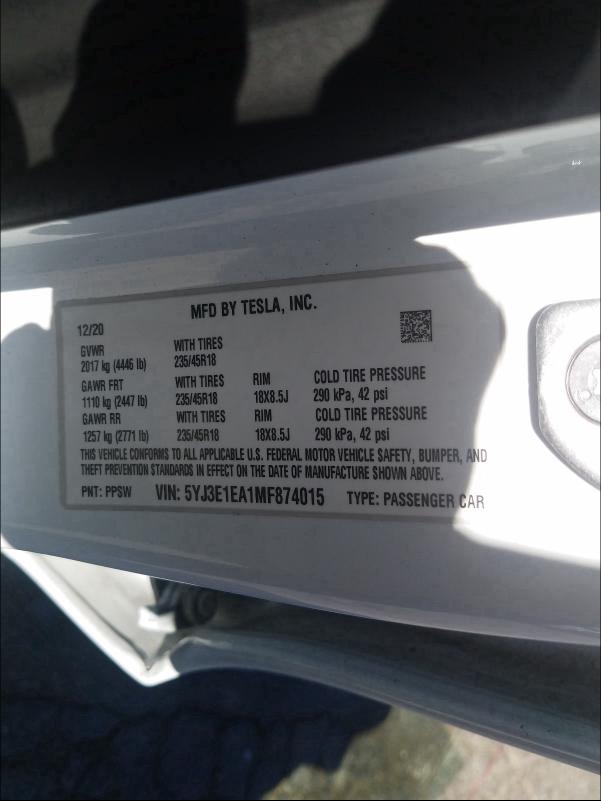 MFD BY TESLA, INC.
12/20
GVWR WITH TIRES
2017 kg (4446 lb) 235/45R18
GAWR FRT WITH TIRES RIM COLD TIRE PRESSURE
1110 kg (2447 lb) 235/45R18 18X8.5J 290 kPa, 42 psi
GAWR RR WITH TIRES RIM COLD TIRE PRESSURE
1257 kg (2771 lb) 235/45R18 18X8.5J 290 kPa, 42 psi
THIS VEHICLE CONFORMS TO ALL APPLICABLE U.S. FEDERAL MOTOR VEHICLE SAFETY, BUMPER, AND
THEFT PREVENTION STANDARDS IN EFFECT ON THE DATE OF MANUFACTURE SHOWN ABOVE.
PNT: PPSW VIN: 5YJ3E1EA1MF874015 TYPE: PASSENGER CAR